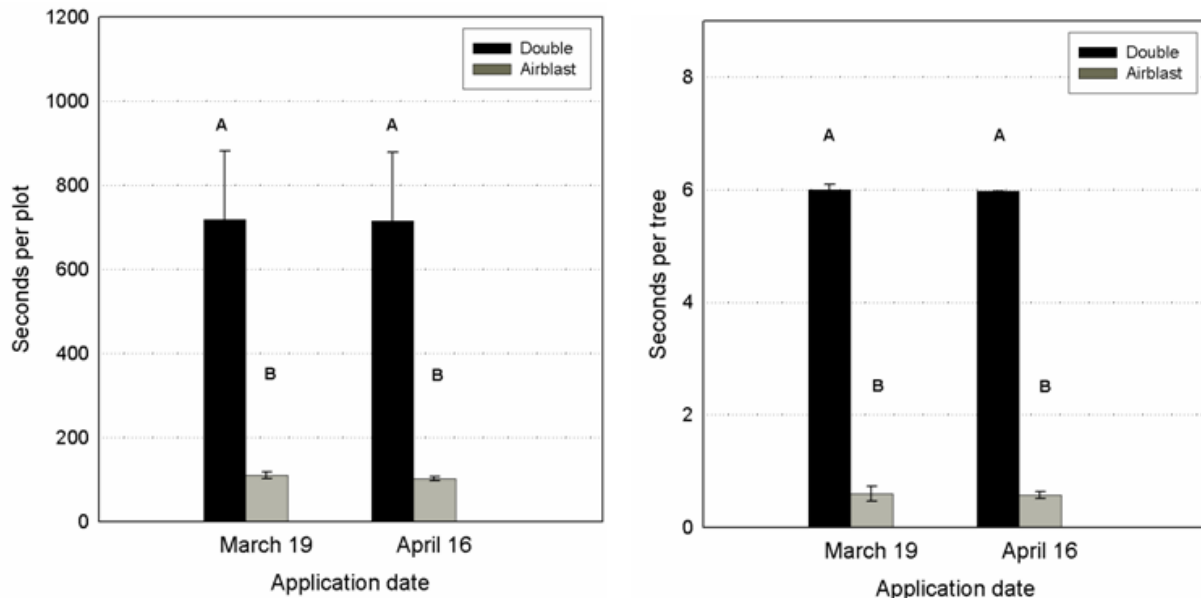 1200
1000
800
600
400
200
0
Seconds per plot
Double
Airblast
A
A
B
B
March 19
April 16
Application date
8
6
4
2
0
Seconds per tree
Double
Airblast
A
A
B
B
March 19
April 16
Application date